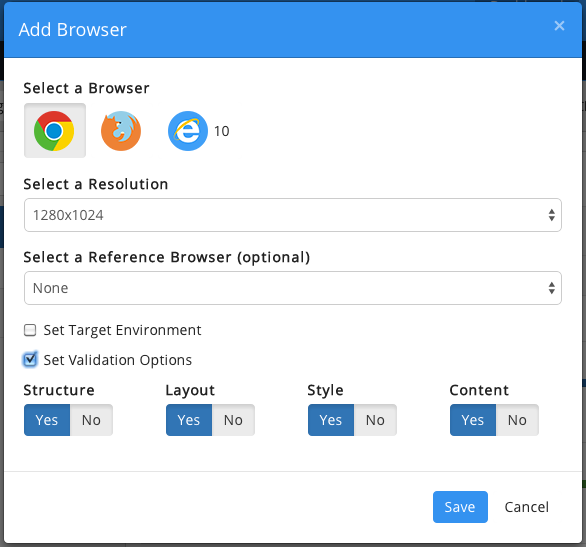 Add Browser ×
Select a Browser
10
Select a Resolution
1280x1024
Select a Reference Browser (optional)
None
Set Target Environment
Set Validation Options
Structure Layout Style Content
Yes No Yes No Yes No Yes No
Save Cancel